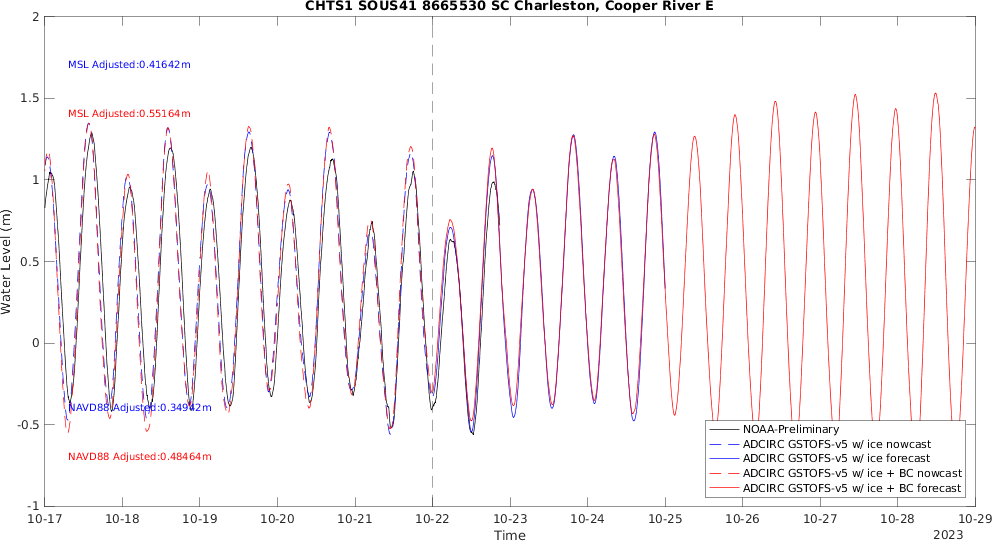 CHTS1 SOUS41 8665530 SC Charleston, Cooper River E
2
1.5
1
0.5
0
-0.5
-1
Water Level (m)
MSL Adjusted:0.41642m
MSL Adjusted:0.55164m
NAVD88 Adjusted:0.34942m
NAVD88 Adjusted:0.48464m
NOAA-Preliminary
ADCIRC GSTOFS-v5 w/ ice nowcast
ADCIRC GSTOFS-v5 w/ ice forecast
ADCIRC GSTOFS-v5 w/ ice + BC nowcast
ADCIRC GSTOFS-v5 w/ ice + BC forecast
10-17 10-18 10-19 10-20 10-21 10-22 10-23 10-24 10-25 10-26 10-27 10-28 10-29
Time
2023